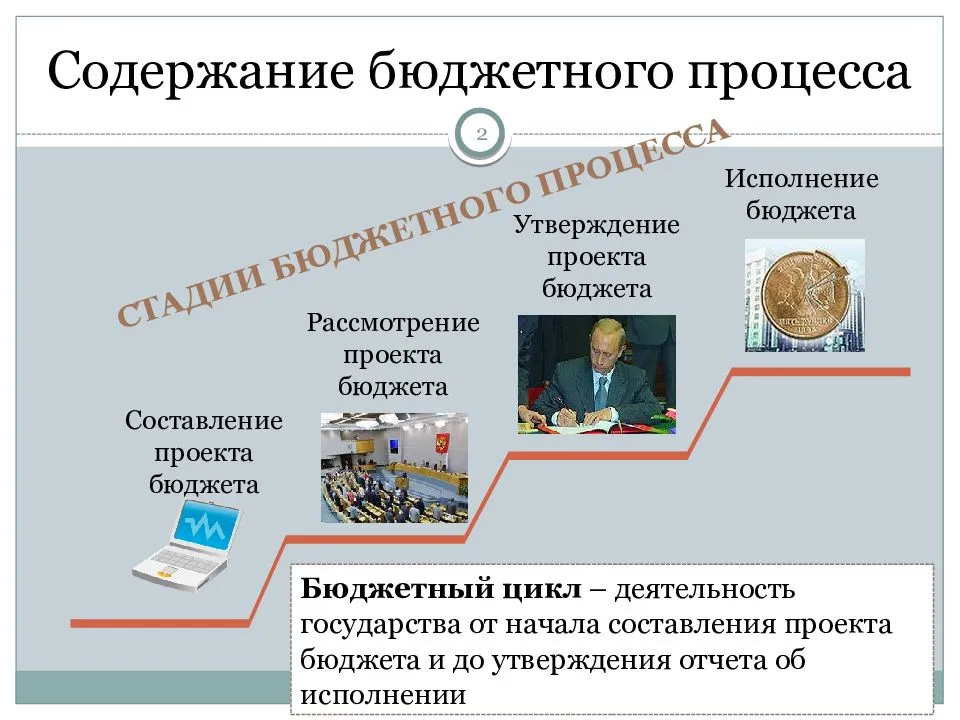 Содержание бюджетного процесса
2
СТАДИИ БЮДЖЕТНОГО ПРОЦЕССА
Составление
проекта
бюджета
Рассмотрение
проекта
бюджета
Утверждение
проекта
бюджета
Исполнение
бюджета
Бюджетный цикл – деятельность
государства от начала составления проекта
бюджета и до утверждения отчета об
исполнении